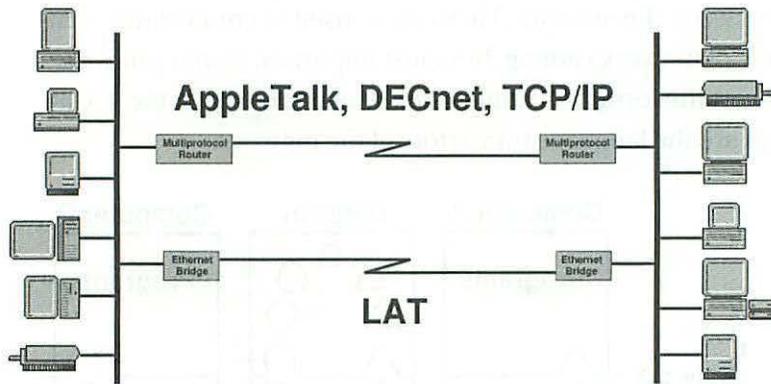 AppleTalk, DECnet, TCP/IP
Multiprotocol
Router
Multiprotocol
Router
Ethernet
Bridge
Ethernet
Bridge
LAT